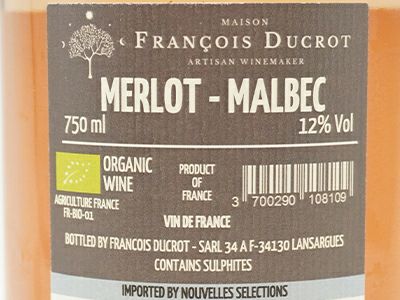 MAISON
FRANÇOIS DUCROT
ARTISAN WINEMAKER
MERLOT - MALBEC
750 ml 12% Vol
ORGANIC WINE
PRODUCT OF FRANCE
3 700290 108109
AGRICULTURE FRANCE
FR-BIO-01
VIN DE FRANCE
BOTTLED BY FRANCOIS DUCROT - SARL 34 A F-34130 LANSARGUES
CONTAINS SULPHITES
IMPORTED BY NOUVELLES SELECTIONS